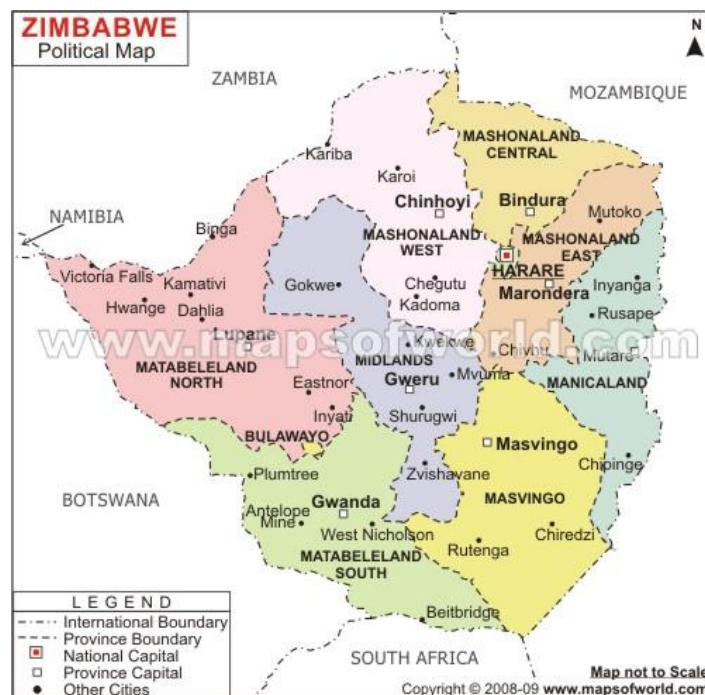 ZIMBABWE
Political Map
N
ZAMBIA
MOZAMBIQUE
MASHONALAND
CENTRAL
Kariba
Karoi
Chinhoyi
Bindura
Mutoko
NAMIBIA
Binga
MASHONALAND
WEST
MASHONALAND
EAST
HARARE
Victoria Falls
Kamativi
Gokwe
Chegutu
Marondera
Inyanga
Hwange
Dahlia
Kadoma
Rusape
www.mapsofworld.com
Lupane
Kwekwe
Chivhu
Mutare
MATABELELAND
NORTH
MIDLANDS
Mvuma
MANICALAND
Eastnor
Gweru
Inyati
Shurugwi
BULAWAYO
Masvingo
Plumtree
Zvishavane
Chipinge
BOTSWANA
Antelope
Mine
Gwanda
MASVINGO
West Nicholson
Chiredzi
MATABELELAND
SOUTH
Rutenga
Beitbridge
SOUTH AFRICA
LEGEND
International Boundary
Province Boundary
National Capital
Province Capital
Other Cities
Map not to Scale
Copyright © 2008-09 www.mapsofworld.com